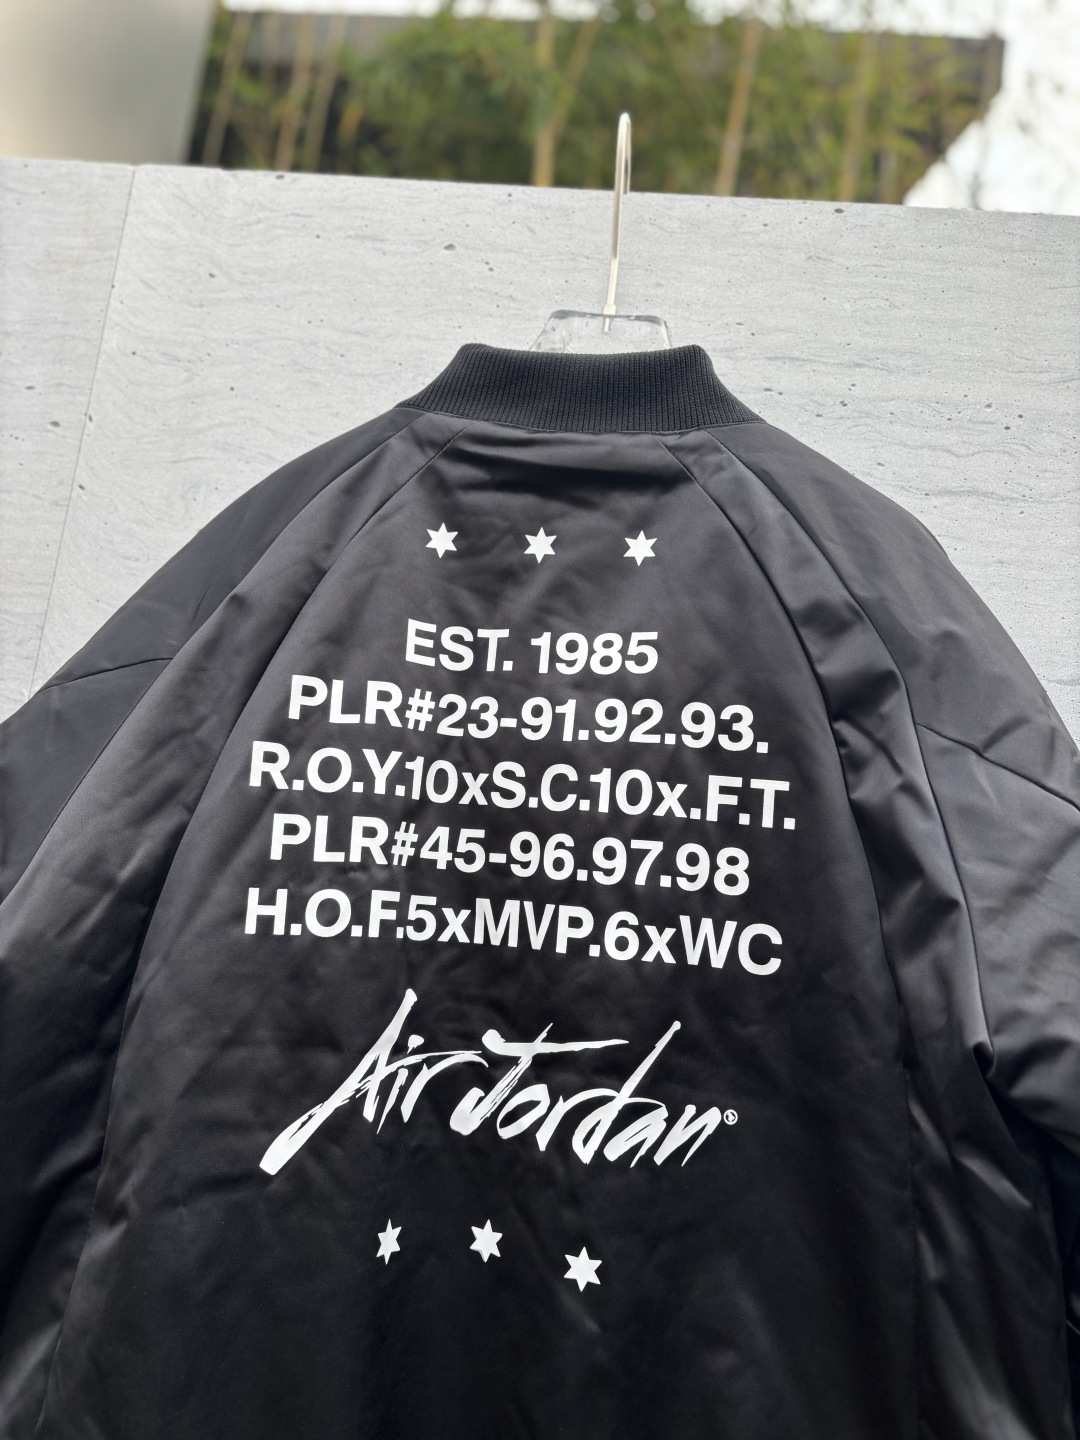 EST. 1985
PLR#23-91.92.93.
R.O.Y.10xS.C.10x.F.T.
PLR#45-96.97.98
H.O.F.5xMVP.6xWC
Air Jordan®